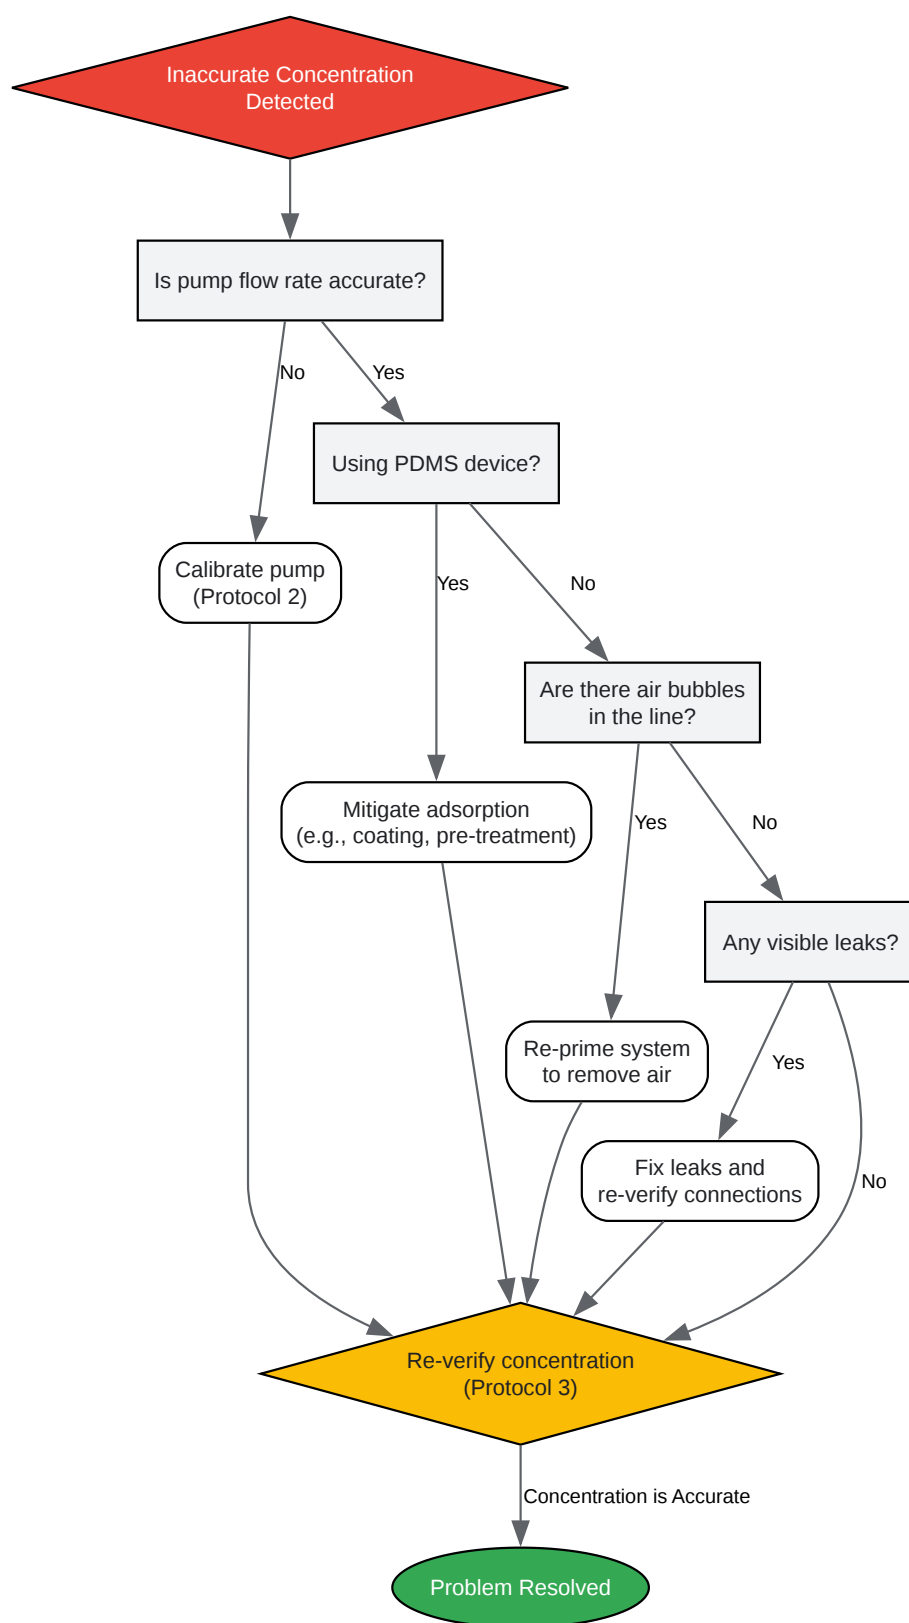 Inaccurate Concentration
Detected
Is pump flow rate accurate?
No
Yes
Using PDMS device?
Calibrate pump
(Protocol 2)
Yes
No
Are there air bubbles
in the line?
Mitigate adsorption
(e.g., coating, pre-treatment)
Yes
No
Any visible leaks?
Re-prime system
to remove air
Yes
Fix leaks and
re-verify connections
No
Re-verify concentration
(Protocol 3)
Concentration is Accurate
Problem Resolved